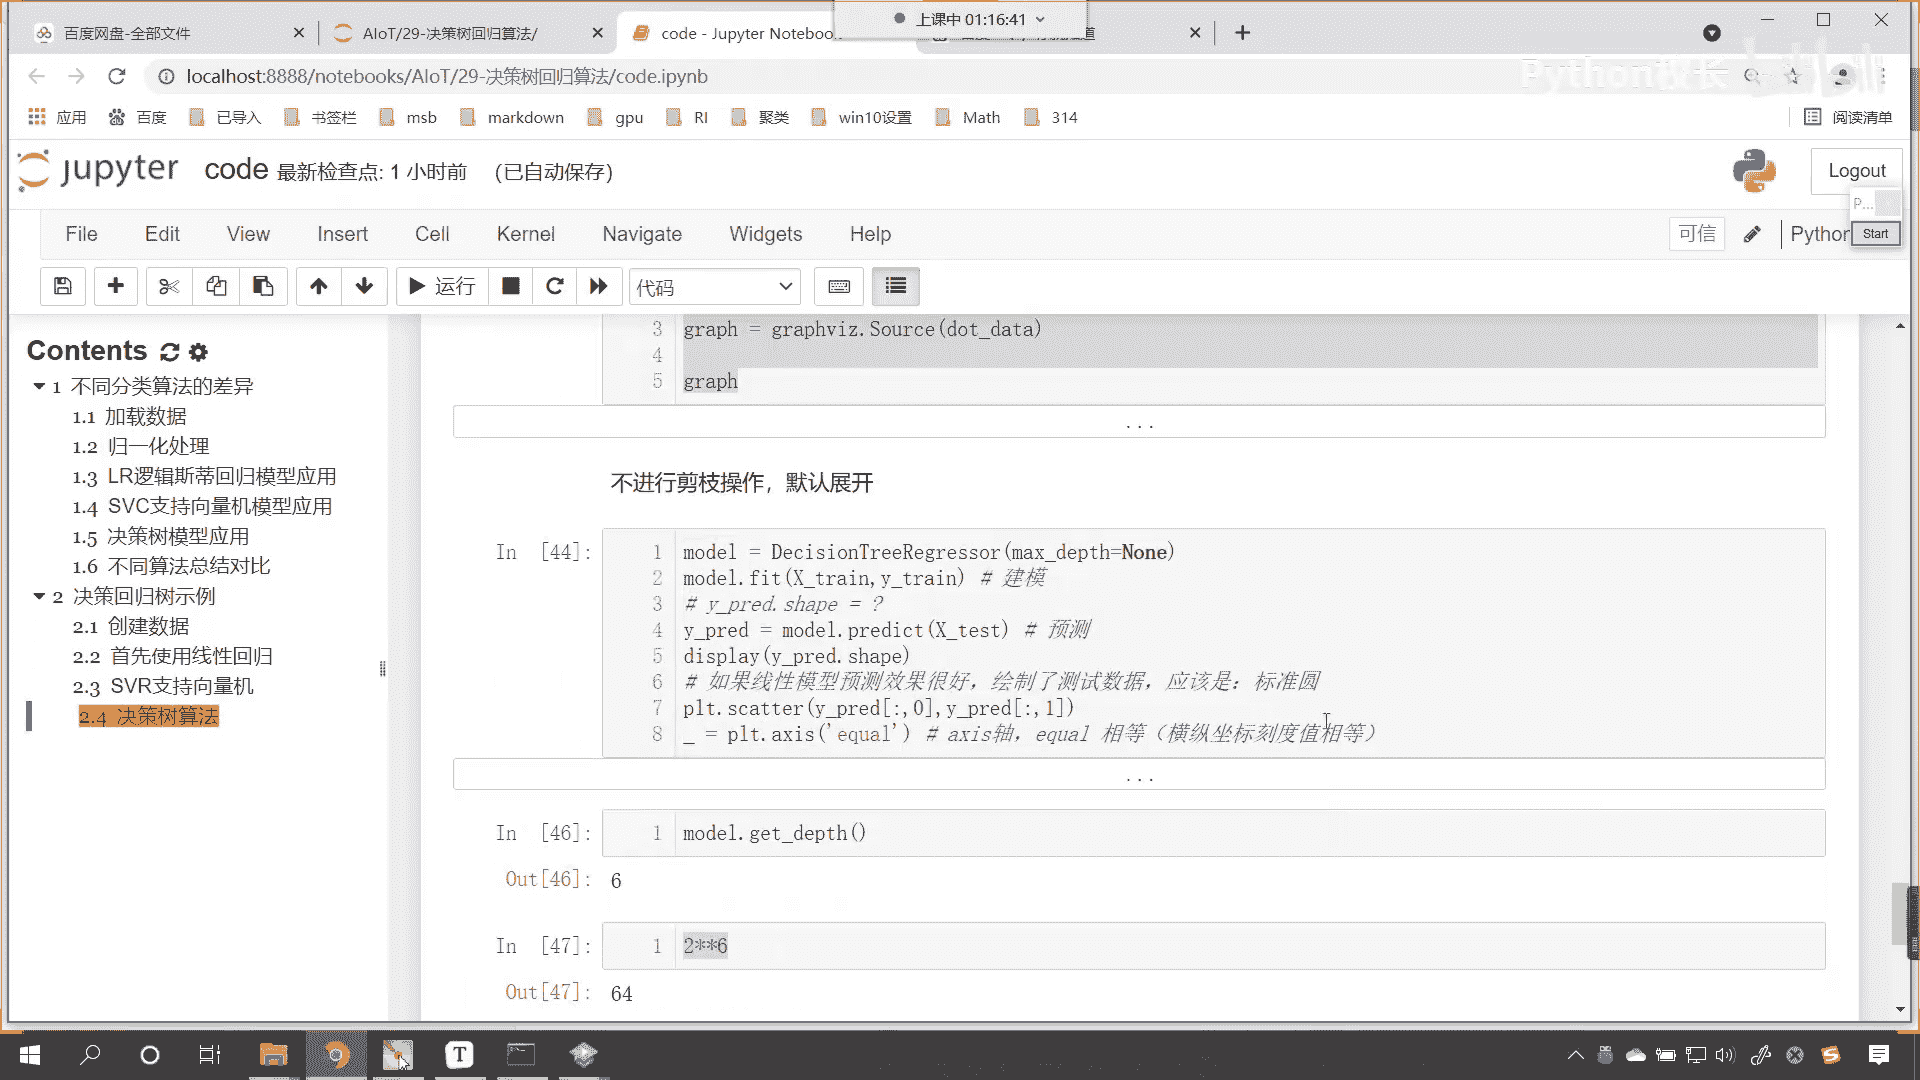 上课中 01:16:41
百度网盘-全部文件
AIoT/29-决策树回归算法/
code - Jupyter Noteboo
localhost:8888/notebooks/AIoT/29-决策树回归算法/code.ipynb
应用
百度
已导入
书签栏
msb
markdown
gpu
RI
聚类
win10设置
Math
314
阅读清单
jupyter
code 最新检查点: 1 小时前 (已自动保存)
Logout
P...
Start
File
Edit
View
Insert
Cell
Kernel
Navigate
Widgets
Help
可信
Python
运行
代码
Contents
1 不同分类算法的差异
1.1 加载数据
1.2 归一化处理
1.3 LR逻辑斯蒂回归模型应用
1.4 SVC支持向量机模型应用
1.5 决策树模型应用
1.6 不同算法总结对比
2 决策回归树示例
2.1 创建数据
2.2 首先使用线性回归
2.3 SVR支持向量机
2.4 决策树算法
3 graph = graphviz.Source(dot_data)
4
5 graph
...
不进行剪枝操作，默认展开
In [44]:
1 model = DecisionTreeRegressor(max_depth=None)
2 model.fit(X_train,y_train) # 建模
3 # y_pred.shape = ?
4 y_pred = model.predict(X_test) # 预测
5 display(y_pred.shape)
6 # 如果线性模型预测效果很好，绘制了测试数据，应该是：标准圆
7 plt.scatter(y_pred[:,0],y_pred[:,1])
8 _ = plt.axis('equal') # axis轴，equal 相等（横纵坐标刻度值相等）
...
In [46]:
1 model.get_depth()
Out[46]: 6
In [47]:
1 2**6
Out[47]: 64